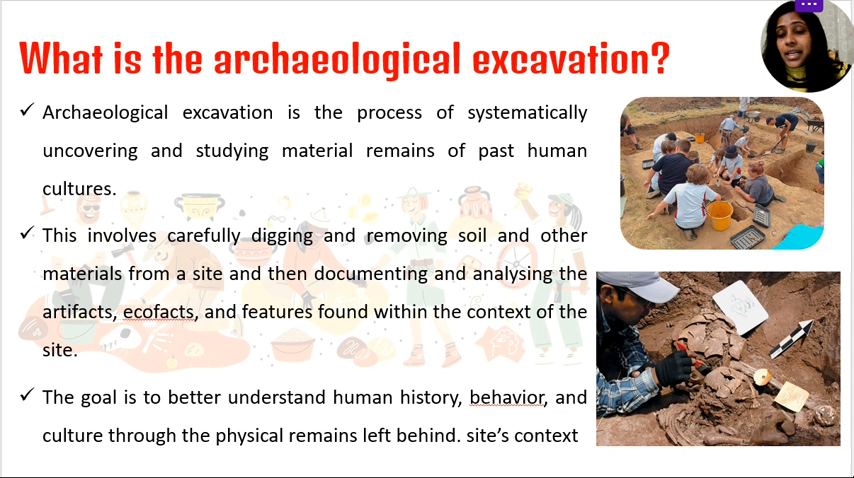 What is the archaeological excavation?
✓ Archaeological excavation is the process of systematically
uncovering and studying material remains of past human
cultures.
✓ This involves carefully digging and removing soil and other
materials from a site and then documenting and analysing the
artifacts, ecofacts, and features found within the context of the
site.
✓ The goal is to better understand human history, behavior, and
culture through the physical remains left behind. site’s context